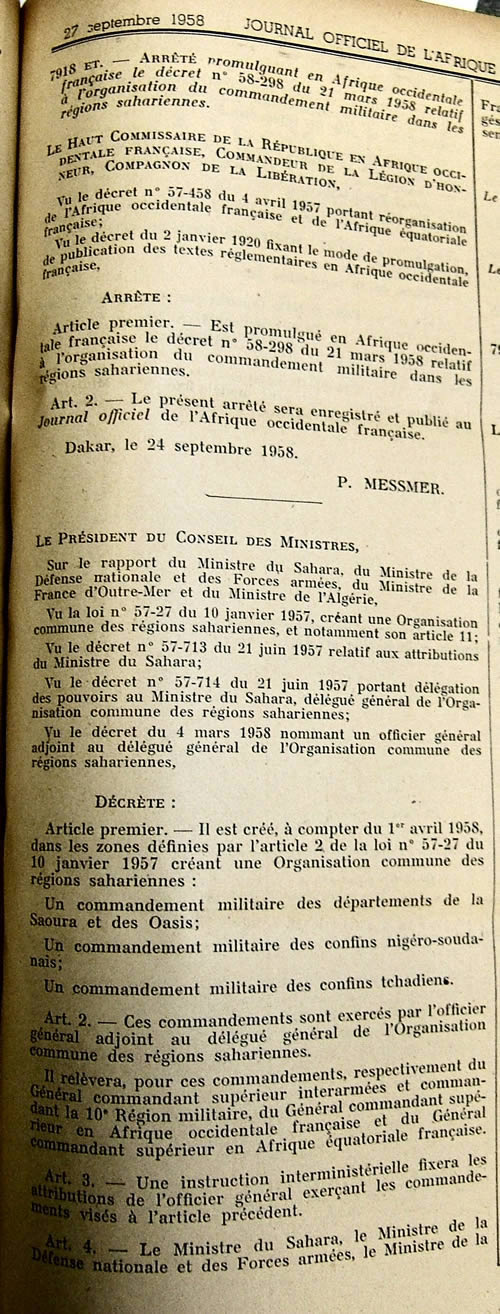 27 septembre 1958 JOURNAL OFFICIEL DE L'AFRIQUE
7918 ET. — ARRÊTÉ promulguant en Afrique occidentale
française le décret n° 58-298 du 21 mars 1958 relatif
à l'organisation du commandement militaire dans les
régions sahariennes.
LE HAUT COMMISSAIRE DE LA RÉPUBLIQUE EN AFRIQUE OCCI-
DENTALE FRANÇAISE, COMMANDEUR DE LA LÉGION D'HON-
NEUR, COMPAGNON DE LA LIBÉRATION,
Vu le décret n° 57-458 du 4 avril 1957 portant réorganisation
de l'Afrique occidentale française et de l'Afrique équatoriale
française;
Vu le décret du 2 janvier 1920 fixant le mode de promulgation,
de publication des textes réglementaires en Afrique occidentale
française,
ARRÊTE :
Article premier. — Est promulgué en Afrique occiden-
tale française le décret n° 58-298 du 21 mars 1958 relatif
à l'organisation du commandement militaire dans les
régions sahariennes.
Art. 2. — Le présent arrêté sera enregistré et publié au
Journal officiel de l'Afrique occidentale française.
Dakar, le 24 septembre 1958.
P. MESSMER.
LE PRÉSIDENT DU CONSEIL DES MINISTRES,
Sur le rapport du Ministre du Sahara, du Ministre de la
Défense nationale et des Forces armées, du Ministre de la
France d'Outre-Mer et du Ministre de l'Algérie,
Vu la loi n° 57-27 du 10 janvier 1957, créant une Organisation
commune des régions sahariennes, et notamment son article 11;
Vu le décret n° 57-713 du 21 juin 1957 relatif aux attributions
du Ministre du Sahara;
Vu le décret n° 57-714 du 21 juin 1957 portant délégation
des pouvoirs au Ministre du Sahara, délégué général de l'Orga-
nisation commune des régions sahariennes;
Vu le décret du 4 mars 1958 nommant un officier général
adjoint au délégué général de l'Organisation commune des
régions sahariennes,
DÉCRÈTE :
Article premier. — Il est créé, à compter du 1er avril 1958,
dans les zones définies par l'article 2 de la loi n° 57-27 du
10 janvier 1957 créant une Organisation commune des
régions sahariennes :
Un commandement militaire des départements de la
Saoura et des Oasis;
Un commandement militaire des confins nigéro-souda-
nais;
Un commandement militaire des confins tchadiens.
Art. 2. — Ces commandements sont exercés par l'officier
général adjoint au délégué général de l'Organisation
commune des régions sahariennes.
Il relèvera, pour ces commandements, respectivement du
Général commandant supérieur interarmées et comman-
dant la 10e Région militaire, du Général commandant supé-
rieur en Afrique occidentale française et du Général
commandant supérieur en Afrique équatoriale française.
Art. 3. — Une instruction interministérielle fixera les
attributions de l'officier général exerçant les commande-
ments visés à l'article précédent.
Art. 4. — Le Ministre du Sahara, le Ministre de la
Défense nationale et des Forces armées, le Ministre de la